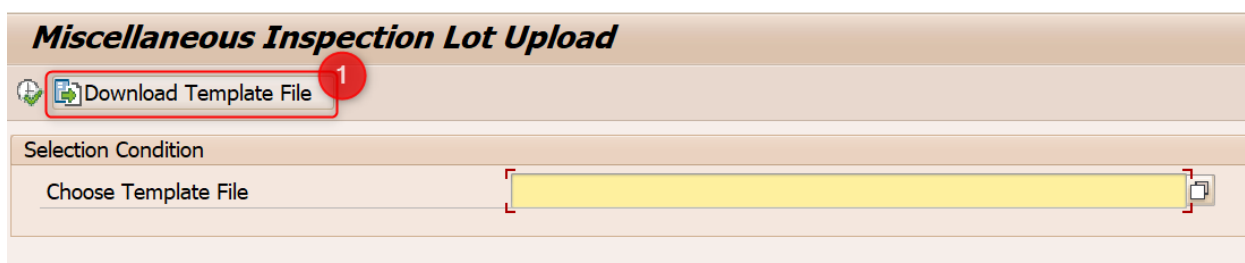 Miscellaneous Inspection Lot Upload
1
Download Template File
Selection Condition
Choose Template File